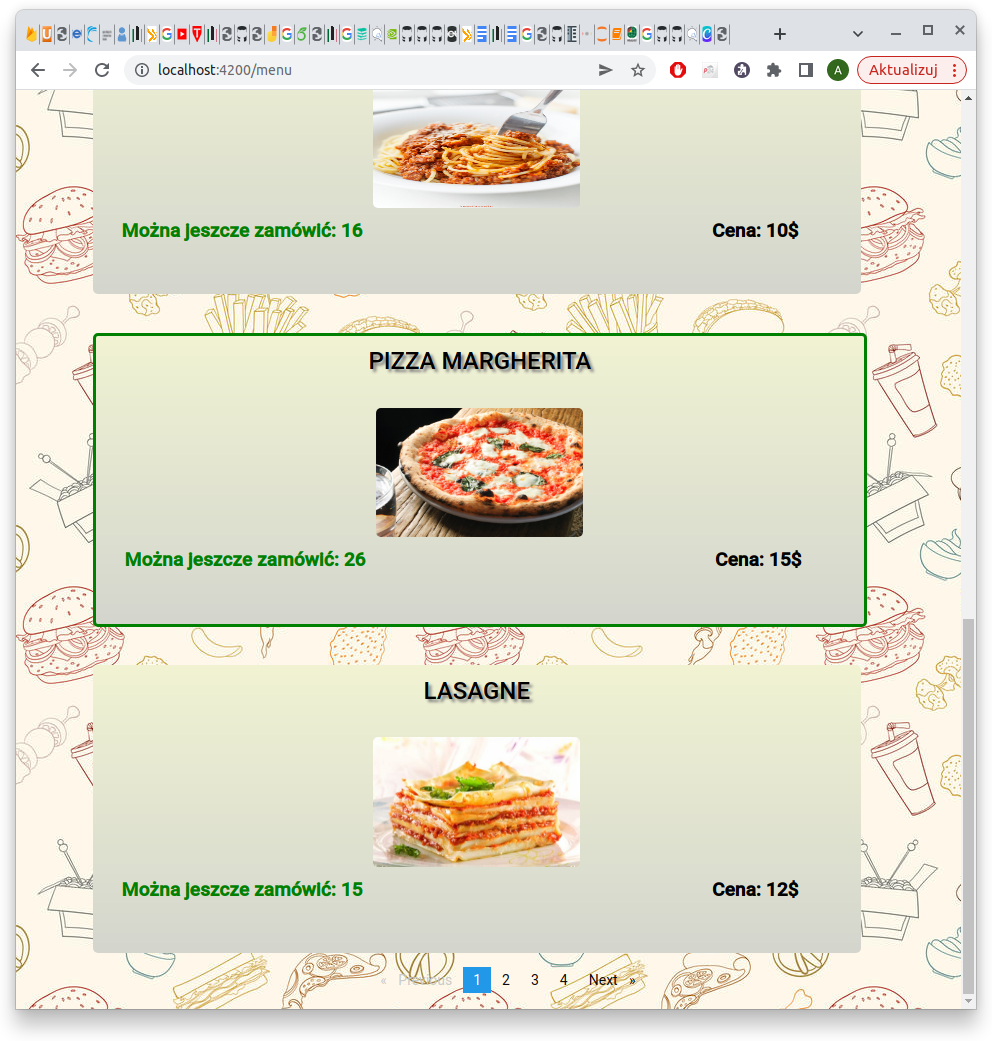 localhost:4200/menu
A
Aktualizuj
Można jeszcze zamówić: 16
Cena: 10$
PIZZA MARGHERITA
Można jeszcze zamówić: 26
Cena: 15$
LASAGNE
Można jeszcze zamówić: 15
Cena: 12$
« Previous 1 2 3 4 Next »